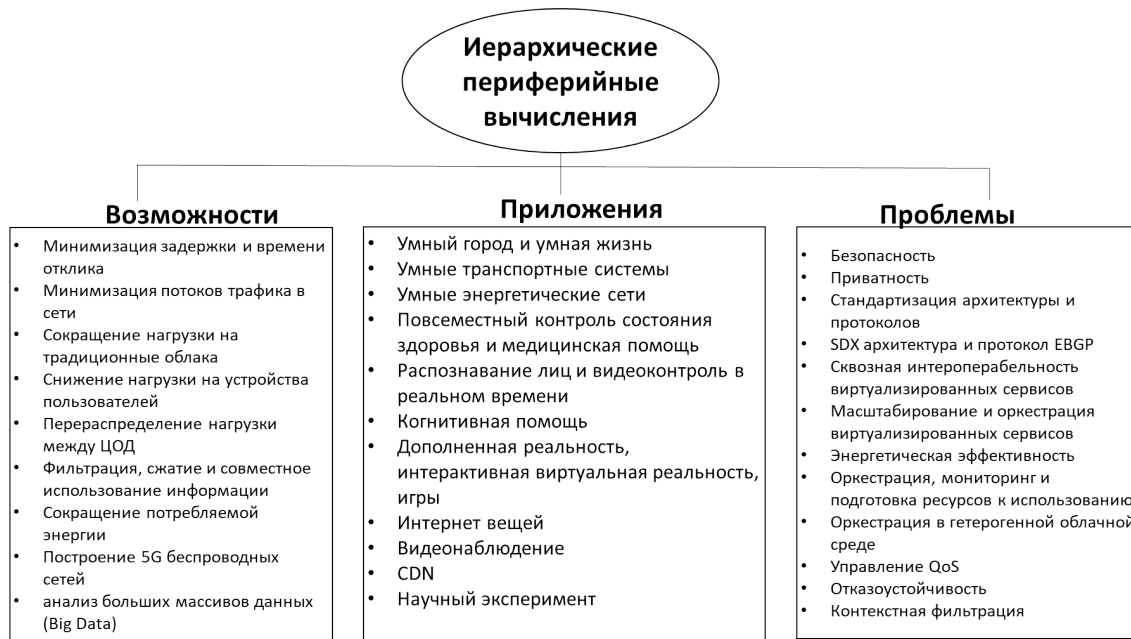 Иерархические
периферийные
вычисления
Возможности
• Минимизация задержки и времени
отклика
• Минимизация потоков трафика в
сети
• Сокращение нагрузки на
традиционные облака
• Снижение нагрузки на устройства
пользователей
• Перераспределение нагрузки
между ЦОД
• Фильтрация, сжатие и совместное
использование информации
• Сокращение потребляемой
энергии
• Построение 5G беспроводных
сетей
• анализ больших массивов данных
(Big Data)
Приложения
• Умный город и умная жизнь
• Умные транспортные системы
• Умные энергетические сети
• Повсеместный контроль состояния
здоровья и медицинская помощь
• Распознавание лиц и видеоконтроль в
реальном времени
• Когнитивная помощь
• Дополненная реальность,
интерактивная виртуальная реальность,
игры
• Интернет вещей
• Видеонаблюдение
• CDN
• Научный эксперимент
Проблемы
• Безопасность
• Приватность
• Стандартизация архитектуры и
протоколов
• SDX архитектура и протокол EBGP
• Сквозная интероперабельность
виртуализированных сервисов
• Масштабирование и оркестрация
виртуализированных сервисов
• Энергетическая эффективность
• Оркестрация, мониторинг и
подготовка ресурсов к использованию
• Оркестрация в гетерогенной облачной
среде
• Управление QoS
• Отказоустойчивость
• Контекстная фильтрация